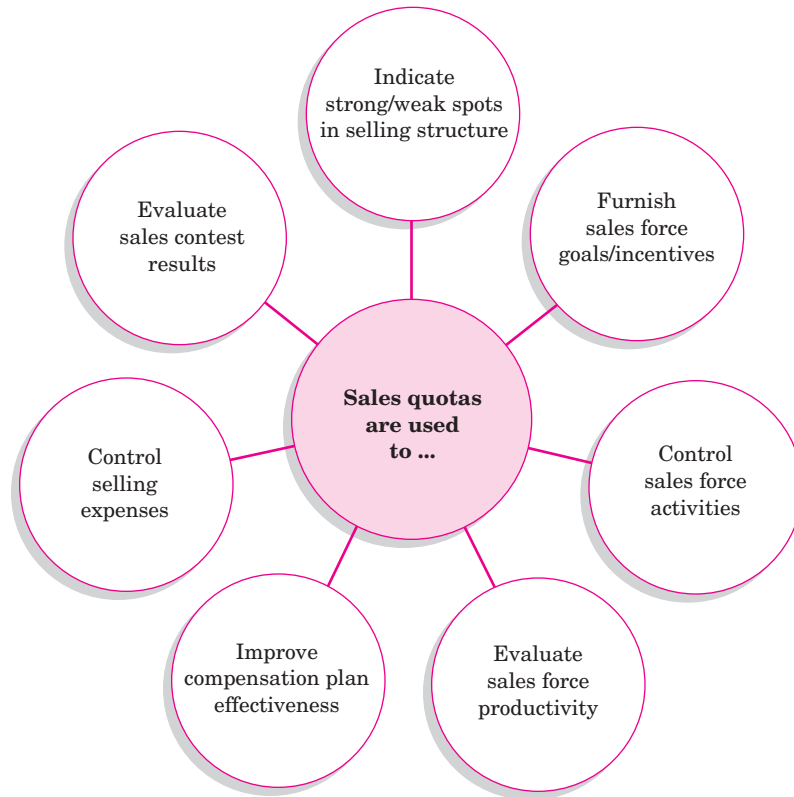 Indicate
strong/weak spots
in selling structure
Furnish
sales force
goals/incentives
Control
sales force
activities
Evaluate
sales force
productivity
Improve
compensation plan
effectiveness
Control
selling
expenses
Evaluate
sales contest
results
Sales quotas
are used
to ...